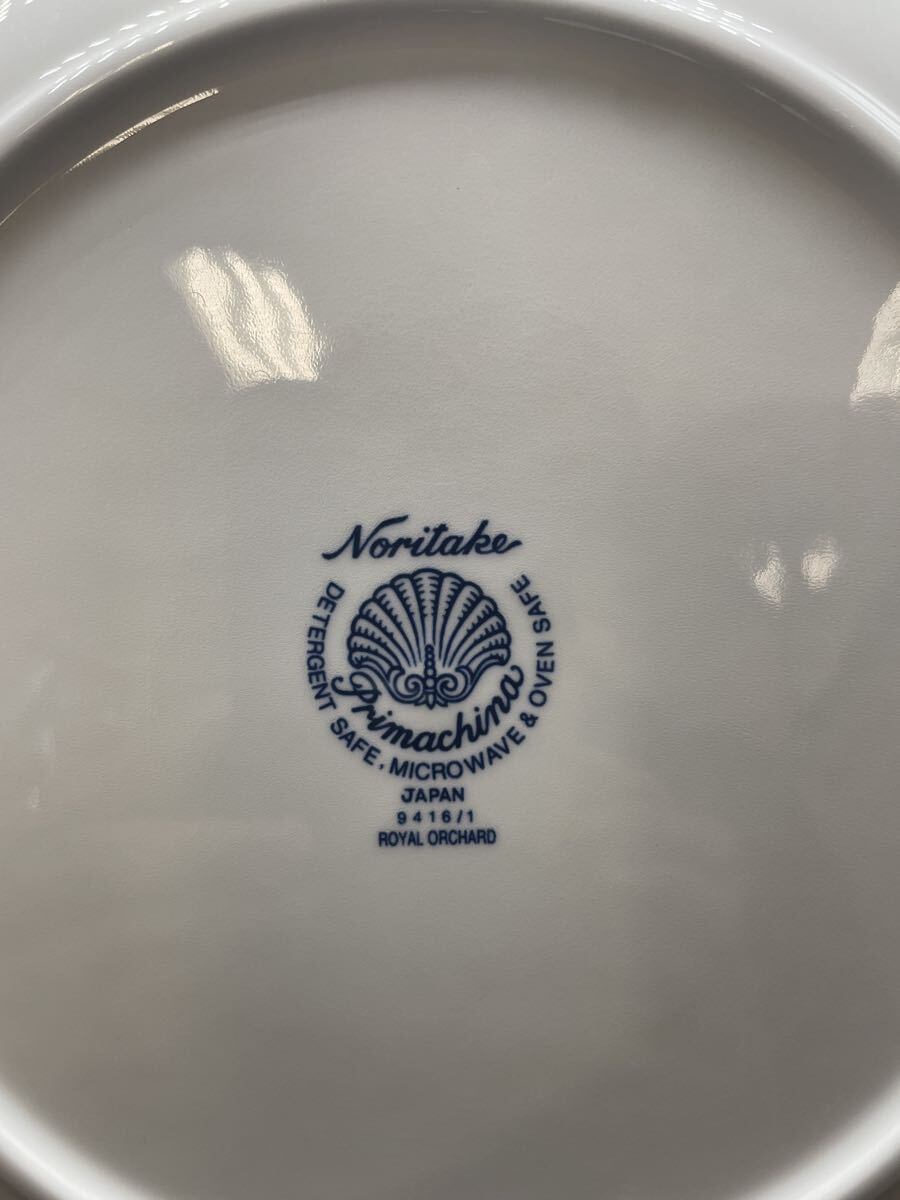 Noritake
DETERGENT SAFE, MICROWAVE & OVEN SAFE
Primachina
JAPAN
9416/1
ROYAL ORCHARD